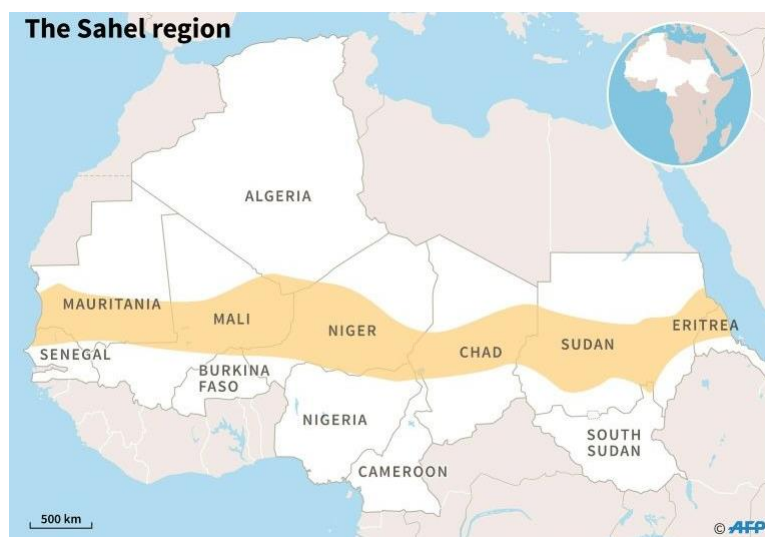 The Sahel region
ALGERIA
MAURITANIA
MALI
NIGER
CHAD
SUDAN
ERITREA
SENEGAL
BURKINA
FASO
NIGERIA
CAMEROON
SOUTH
SUDAN
500 km
© AFP